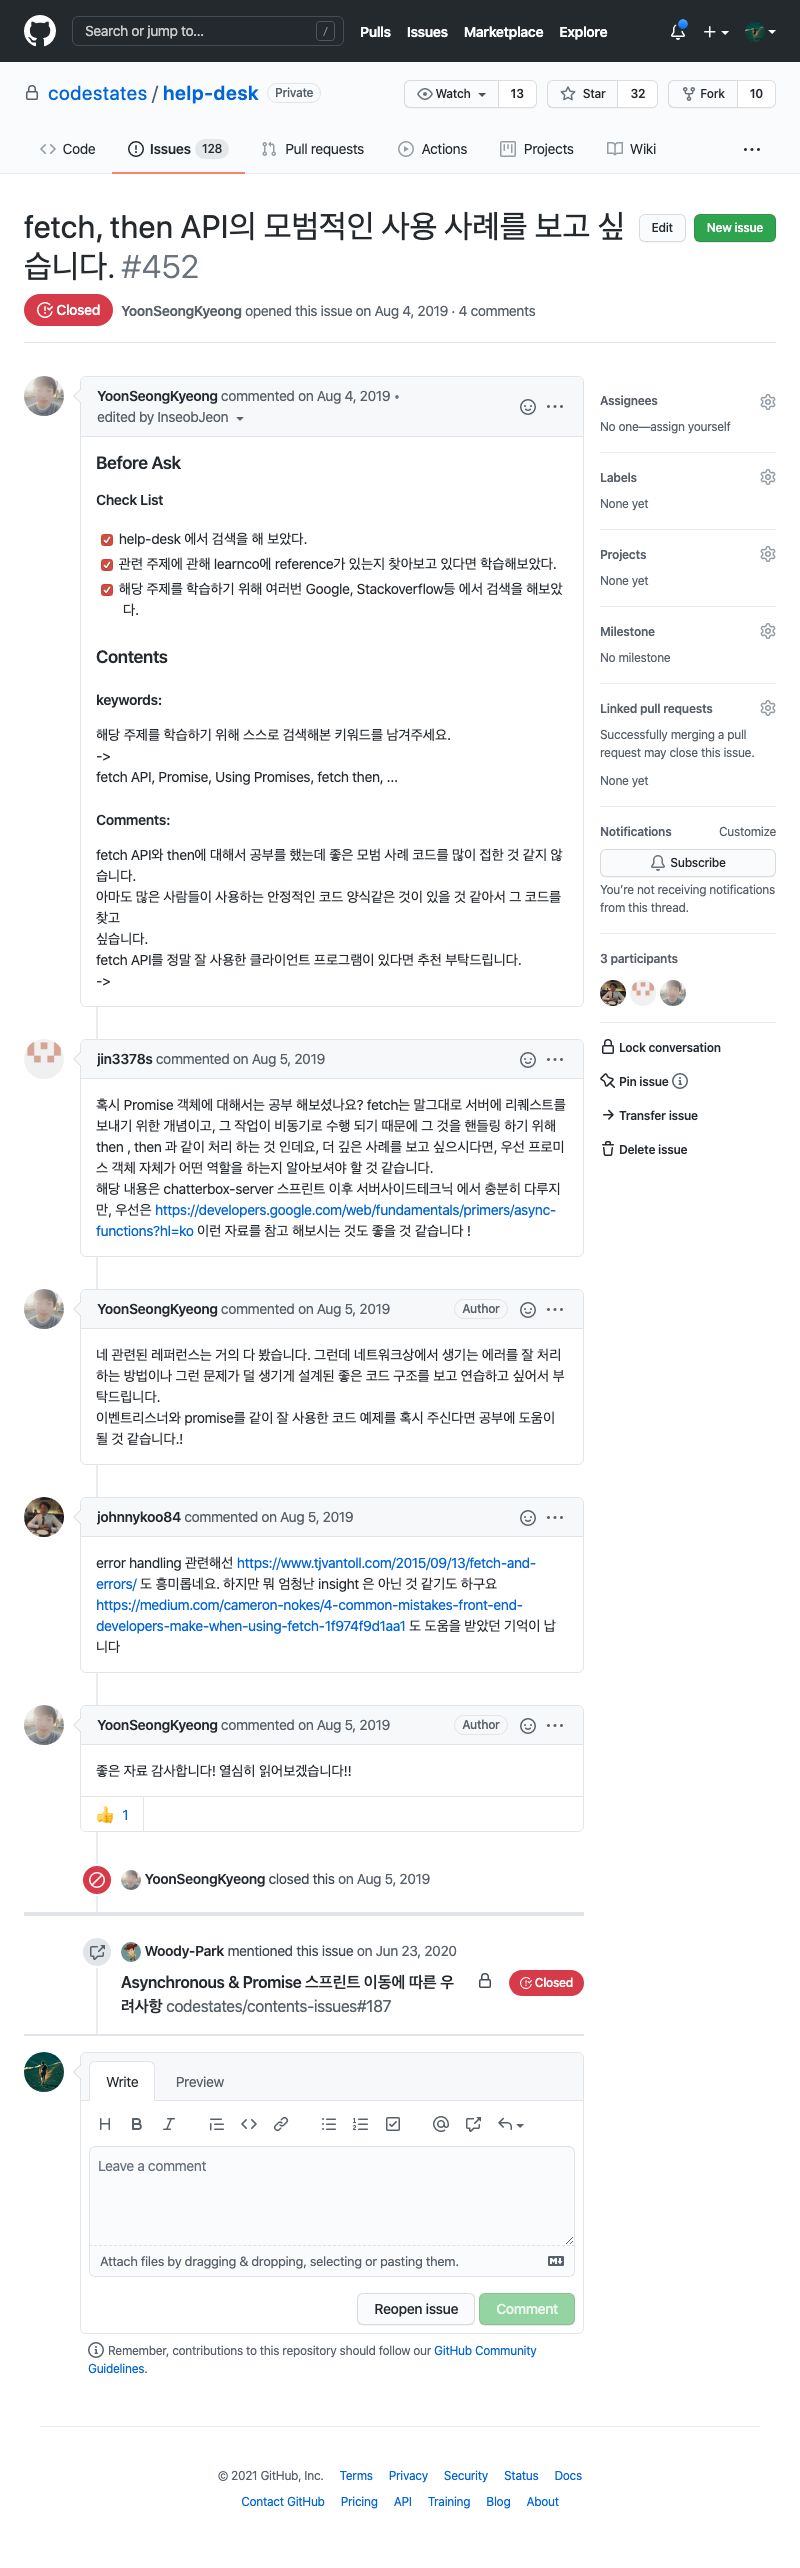 Search or jump to...
/
Pulls
Issues
Marketplace
Explore
codestates / help-desk
Private
Watch
13
Star
32
Fork
10
Code
Issues 128
Pull requests
Actions
Projects
Wiki
fetch, then API의 모범적인 사용 사례를 보고 싶
습니다. #452
Edit
New issue
Closed
YoonSeongKyeong opened this issue on Aug 4, 2019 · 4 comments
YoonSeongKyeong commented on Aug 4, 2019 •
edited by InseobJeon
Before Ask
Check List
help-desk 에서 검색을 해 보았다.
관련 주제에 관해 learnco에 reference가 있는지 찾아보고 있다면 학습해보았다.
해당 주제를 학습하기 위해 여러번 Google, Stackoverflow등 에서 검색을 해보았
다.
Contents
keywords:
해당 주제를 학습하기 위해 스스로 검색해본 키워드를 남겨주세요.
->
fetch API, Promise, Using Promises, fetch then, ...
Comments:
fetch API와 then에 대해서 공부를 했는데 좋은 모범 사례 코드를 많이 접한 것 같지 않
습니다.
아마도 많은 사람들이 사용하는 안정적인 코드 양식같은 것이 있을 것 같아서 그 코드를
찾고
싶습니다.
fetch API를 정말 잘 사용한 클라이언트 프로그램이 있다면 추천 부탁드립니다.
->
Assignees
No one—assign yourself
Labels
None yet
Projects
None yet
Milestone
No milestone
Linked pull requests
Successfully merging a pull
request may close this issue.
None yet
Notifications
Customize
Subscribe
You're not receiving notifications
from this thread.
3 participants
Lock conversation
Pin issue
Transfer issue
Delete issue
jin3378s commented on Aug 5, 2019
혹시 Promise 객체에 대해서는 공부 해보셨나요? fetch는 말그대로 서버에 리퀘스트를
보내기 위한 개념이고, 그 작업이 비동기로 수행 되기 때문에 그 것을 핸들링 하기 위해
then , then 과 같이 처리 하는 것 인데요, 더 깊은 사례를 보고 싶으시다면, 우선 프로미
스 객체 자체가 어떤 역할을 하는지 알아보셔야 할 것 같습니다.
해당 내용은 chatterbox-server 스프린트 이후 서버사이드테크닉 에서 충분히 다루지
만, 우선은 https://developers.google.com/web/fundamentals/primers/async-
functions?hl=ko 이런 자료를 참고 해보시는 것도 좋을 것 같습니다 !
YoonSeongKyeong commented on Aug 5, 2019
Author
네 관련된 레퍼런스는 거의 다 봤습니다. 그런데 네트워크상에서 생기는 에러를 잘 처리
하는 방법이나 그런 문제가 덜 생기게 설계된 좋은 코드 구조를 보고 연습하고 싶어서 부
탁드립니다.
이벤트리스너와 promise를 같이 잘 사용한 코드 예제를 혹시 주신다면 공부에 도움이
될 것 같습니다.!
johnnykoo84 commented on Aug 5, 2019
error handling 관련해선 https://www.tjvantoll.com/2015/09/13/fetch-and-
errors/ 도 흥미롭네요. 하지만 뭐 엄청난 insight 은 아닌 것 같기도 하구요
https://medium.com/cameron-nokes/4-common-mistakes-front-end-
developers-make-when-using-fetch-1f974f9d1aa1 도 도움을 받았던 기억이 납
니다
YoonSeongKyeong commented on Aug 5, 2019
Author
좋은 자료 감사합니다! 열심히 읽어보겠습니다!!
1
YoonSeongKyeong closed this on Aug 5, 2019
Woody-Park mentioned this issue on Jun 23, 2020
Asynchronous & Promise 스프린트 이동에 따른 우
려사항 codestates/contents-issues#187
Closed
Write
Preview
Leave a comment
Attach files by dragging & dropping, selecting or pasting them.
Reopen issue
Comment
Remember, contributions to this repository should follow our GitHub Community
Guidelines.
© 2021 GitHub, Inc.
Terms
Privacy
Security
Status
Docs
Contact GitHub
Pricing
API
Training
Blog
About